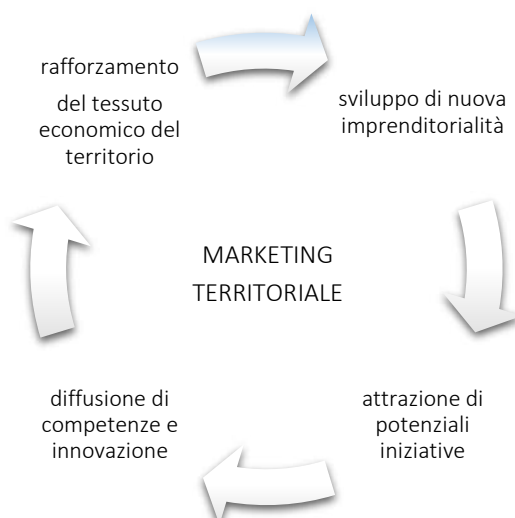 rafforzamento
del tessuto
economico del
territorio
sviluppo di nuova
imprenditorialità
MARKETING
TERRITORIALE
diffusione di
competenze e
innovazione
attrazione di
potenziali
iniziative